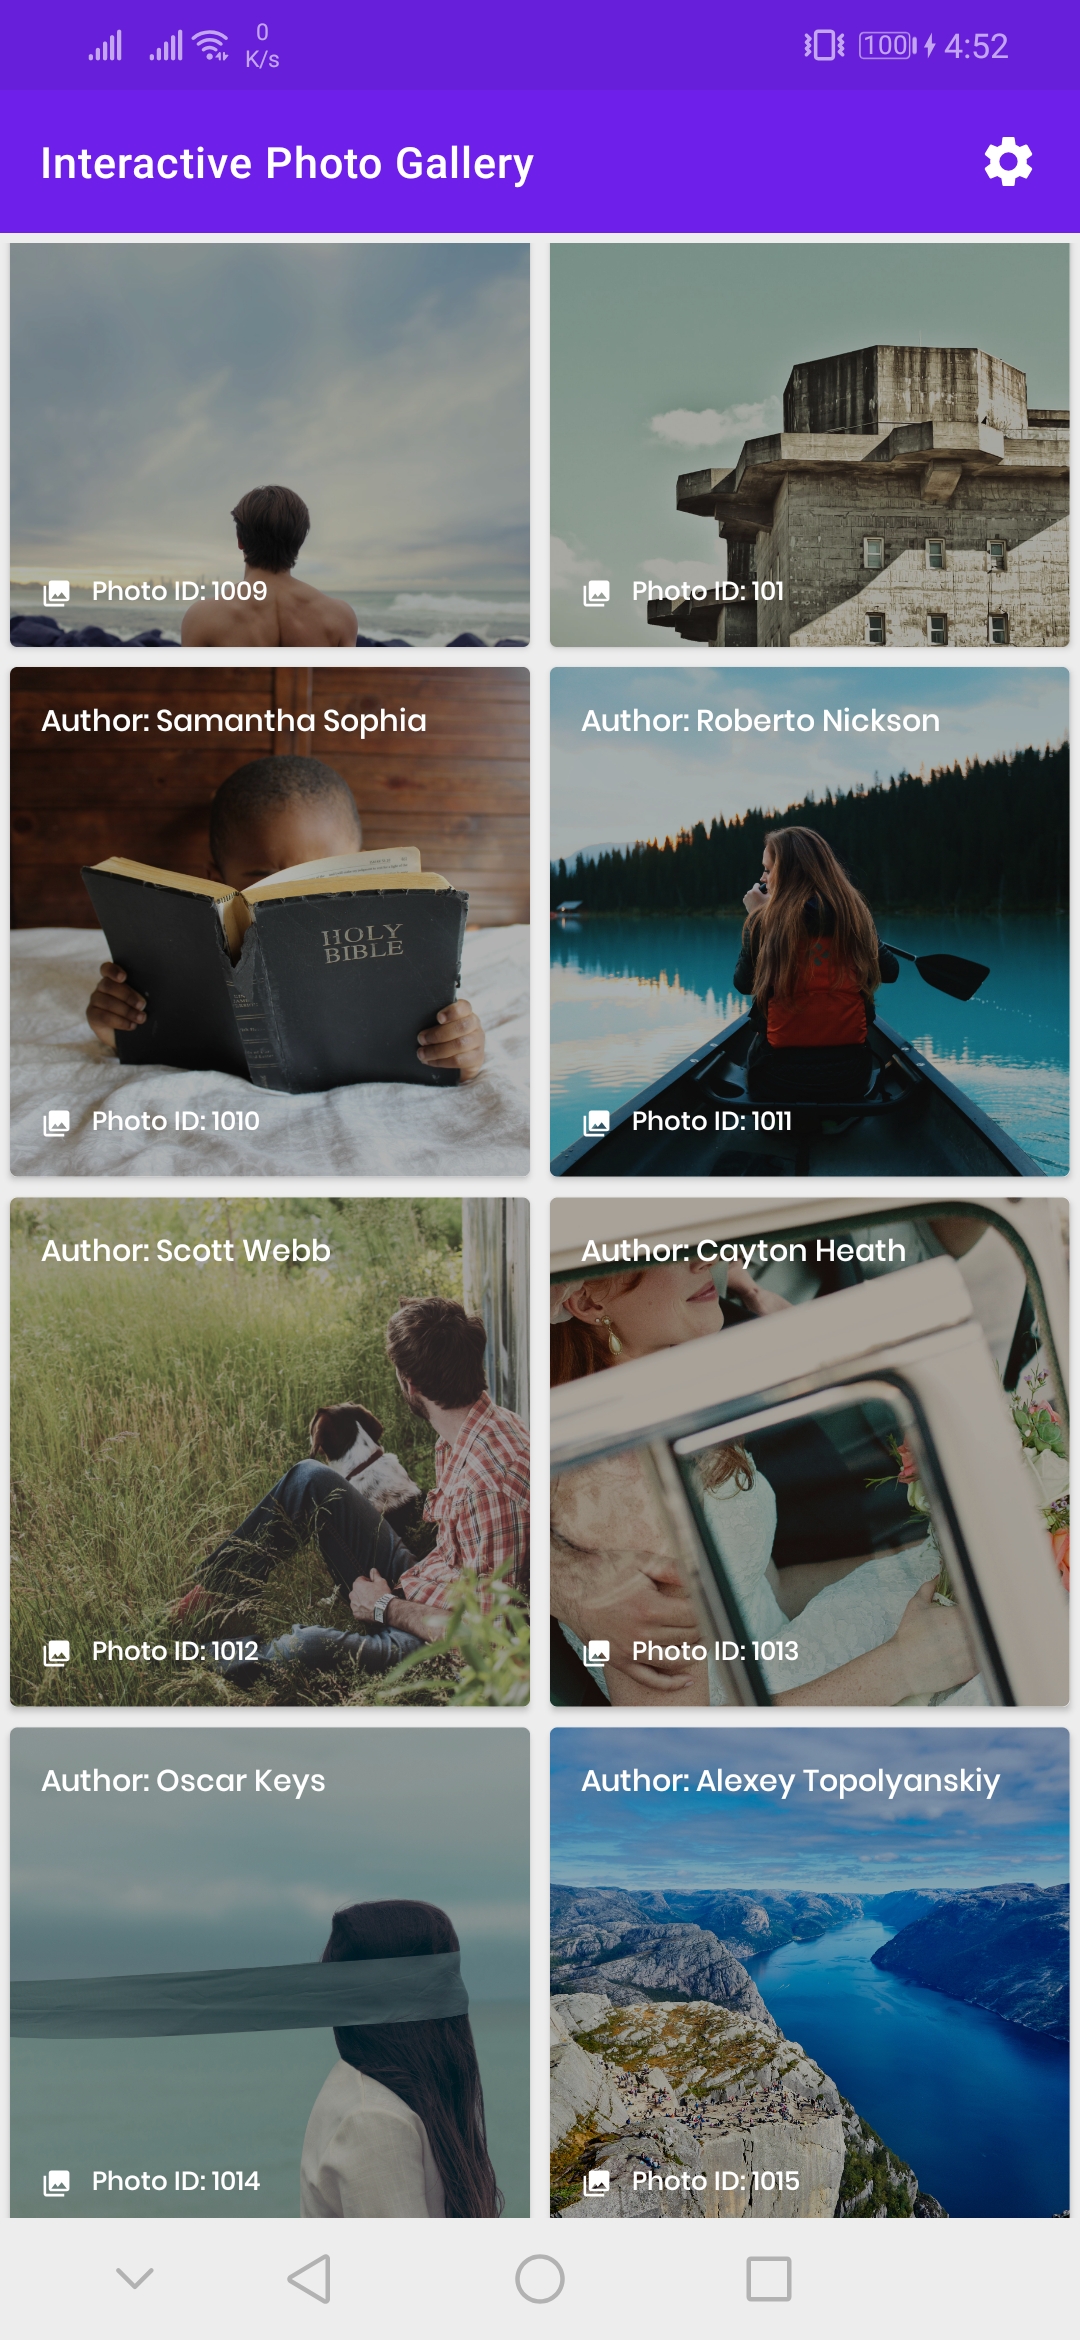 0
K/s
100
4:52
Interactive Photo Gallery
Photo ID: 1009
Photo ID: 101
Author: Samantha Sophia
HOLY
BIBLE
Photo ID: 1010
Author: Roberto Nickson
Photo ID: 1011
Author: Scott Webb
Photo ID: 1012
Author: Cayton Heath
Photo ID: 1013
Author: Oscar Keys
Photo ID: 1014
Author: Alexey Topolyanskiy
Photo ID: 1015